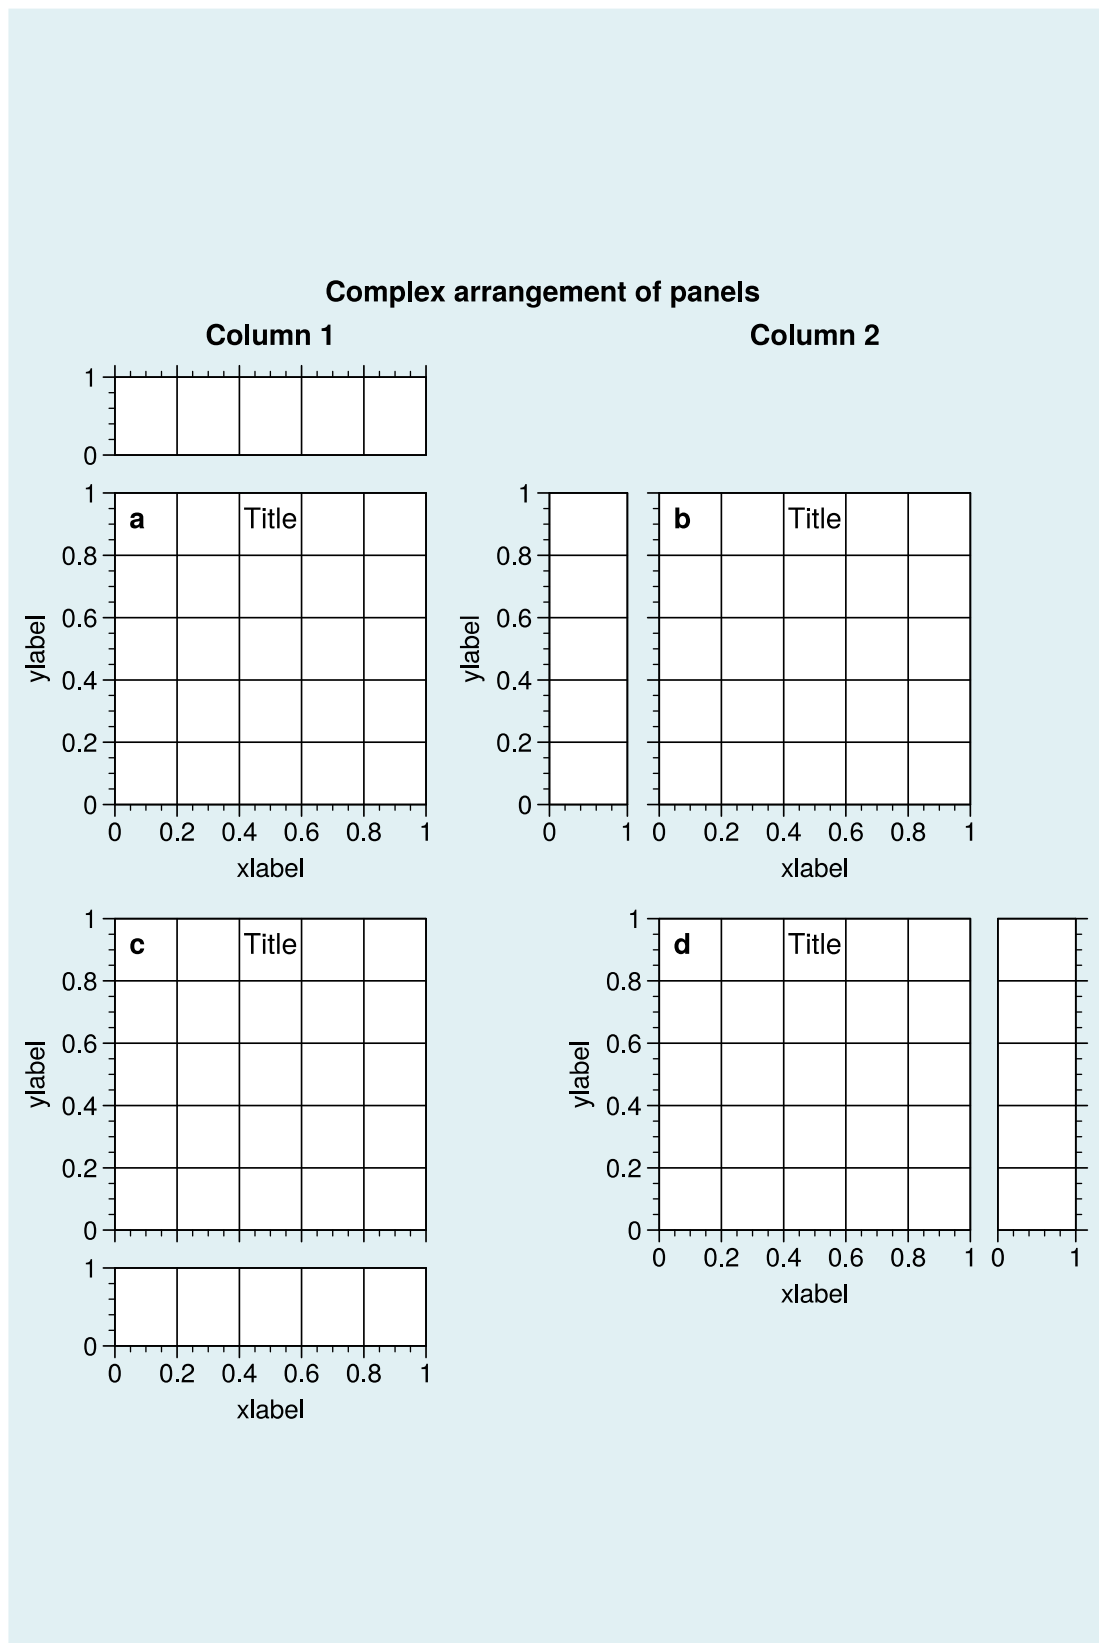 Complex arrangement of panels
Column 1 Column 2
1
0
1 1
a Title b Title
0.8 0.8
0.6 0.6
ylabel ylabel
0.4 0.4
0.2 0.2
0 0
0 0.2 0.4 0.6 0.8 1 0 1 0 0.2 0.4 0.6 0.8 1
xlabel xlabel
1 1
c Title d Title
0.8 0.8
0.6 0.6
ylabel ylabel
0.4 0.4
0.2 0.2
0 0
0 0.2 0.4 0.6 0.8 1 0 1
xlabel
1
0
0 0.2 0.4 0.6 0.8 1
xlabel